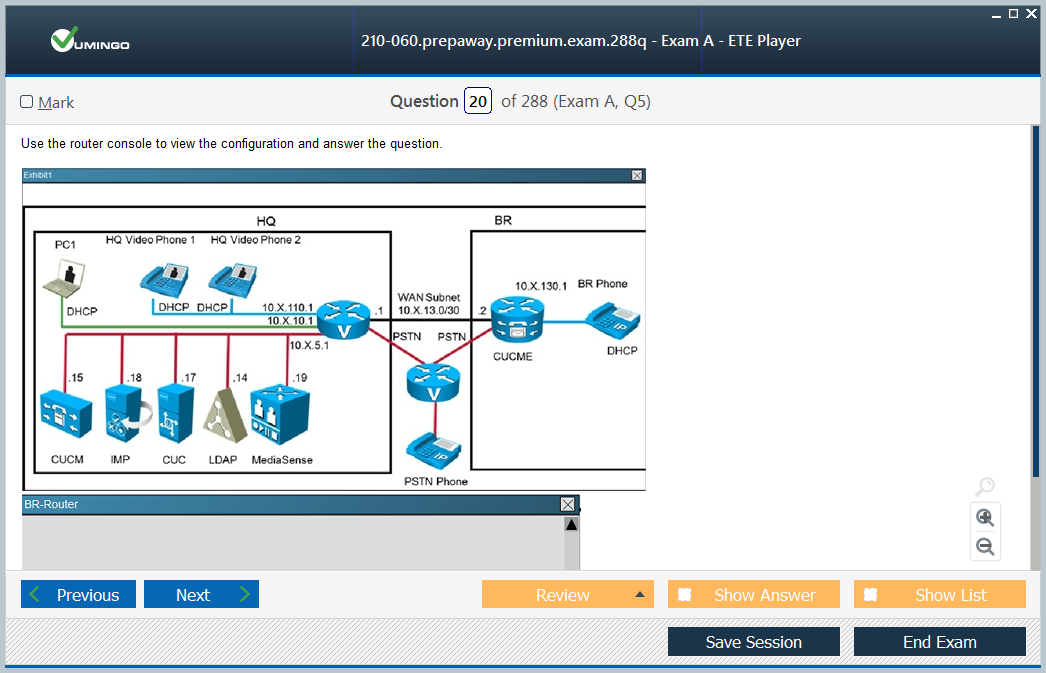 VUMINGO
210-060.prepaway.premium.exam.288q - Exam A - ETE Player
Mark
Question 20 of 288 (Exam A, Q5)
Use the router console to view the configuration and answer the question.
Exhibit1
HQ
BR
PC1
HQ Video Phone 1
HQ Video Phone 2
10.X.130.1
BR Phone
WAN Subnet
10.X.13.0/30
DHCP
DHCP
DHCP
10.X.110.1
.1
.2
10.X.10.1
V
PSTN
PSTN
10.X.5.1
CUCME
IP
DHCP
.15
.18
.17
.14
.19
V
IP
CUCM
IMP
CUC
LDAP
MediaSense
PSTN Phone
BR-Router
Previous
Next
Review
Show Answer
Show List
Save Session
End Exam